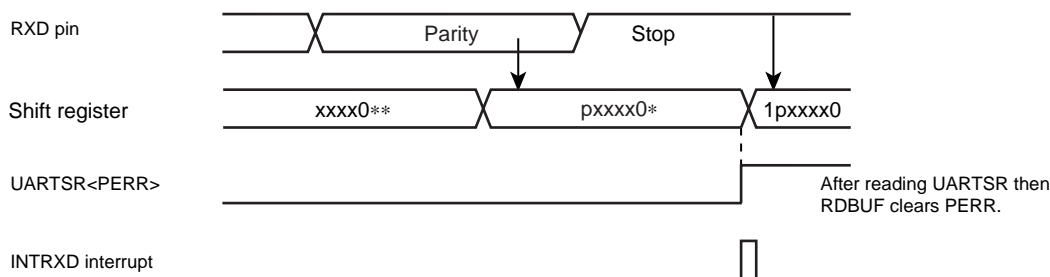 RXD pin
Parity
Stop
Shift register
xxxx0**
pxxxx0*
1pxxxx0
UARTSR<PERR>
After reading UARTSR then
RDBUF clears PERR.
INTRXD interrupt